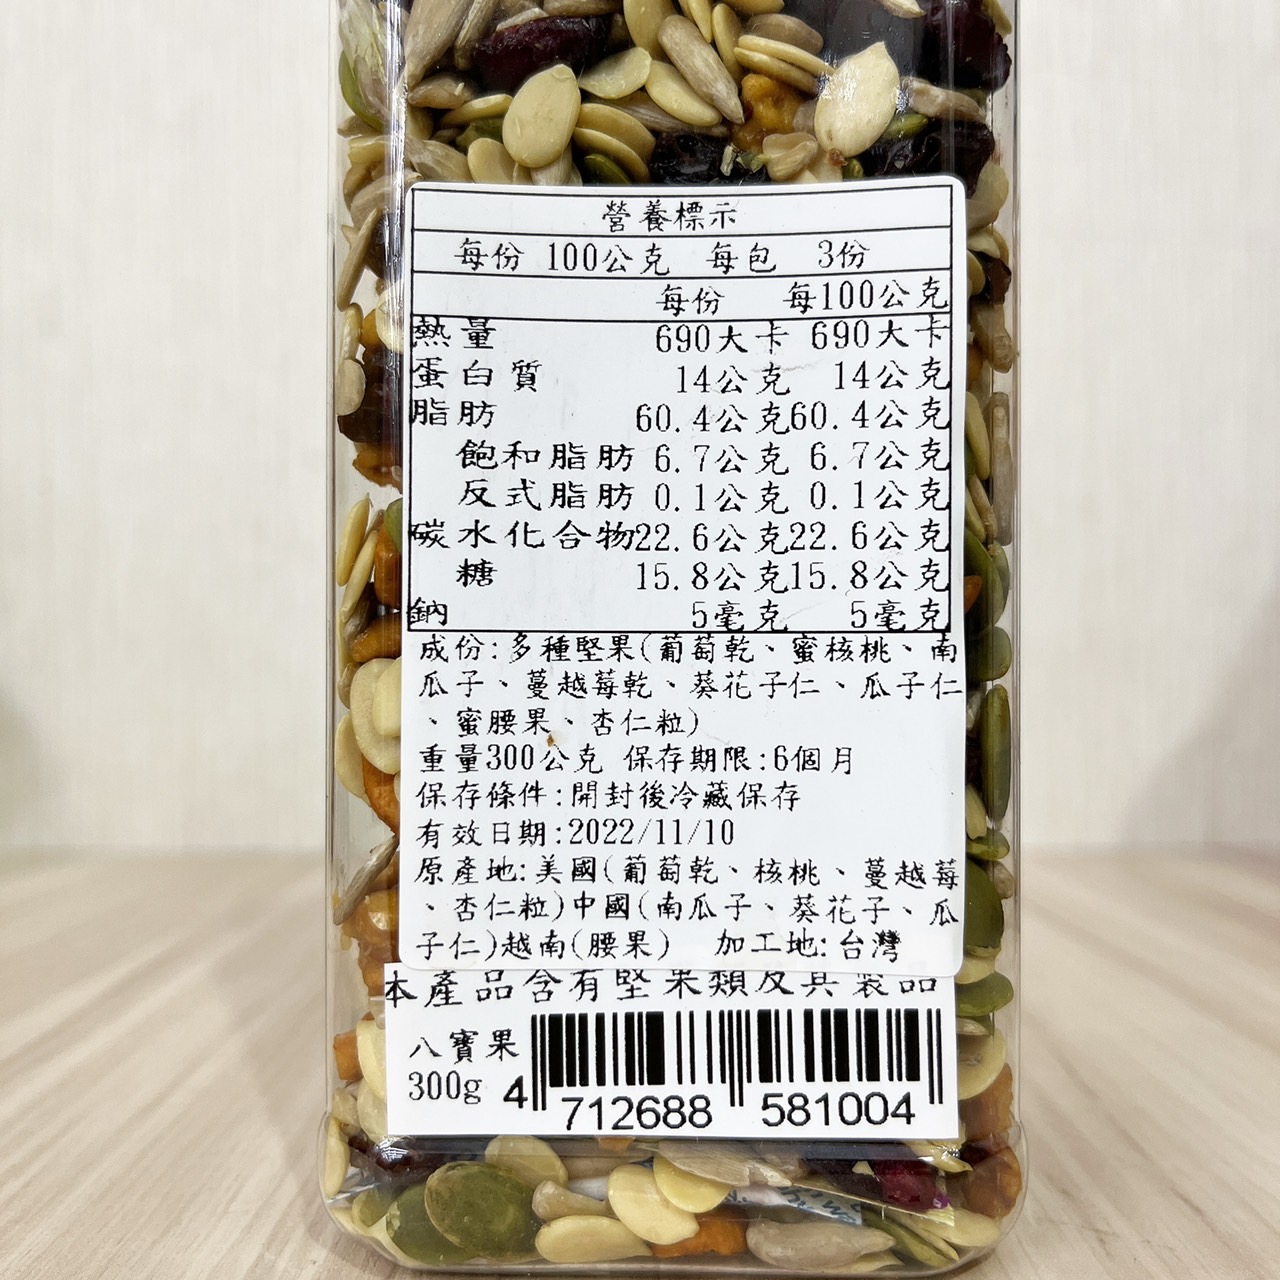 營養標示
每份 100公克 每包 3份
每份 每100公克
熱量 690大卡 690大卡
蛋白質 14公克 14公克
脂肪 60.4公克 60.4公克
飽和脂肪 6.7公克 6.7公克
反式脂肪 0.1公克 0.1公克
碳水化合物 22.6公克 22.6公克
糖 15.8公克 15.8公克
鈉 5毫克 5毫克
成份:多種堅果(葡萄乾、蜜核桃、南
瓜子、蔓越莓乾、葵花子仁、瓜子仁
、蜜腰果、杏仁粒)
重量300公克 保存期限:6個月
保存條件:開封後冷藏保存
有效日期:2022/11/10
原產地:美國(葡萄乾、核桃、蔓越莓
、杏仁粒)中國(南瓜子、葵花子、瓜
子仁)越南(腰果) 加工地:台灣
本產品含有堅果類及其製品
八寶果
300g
4 712688 581004